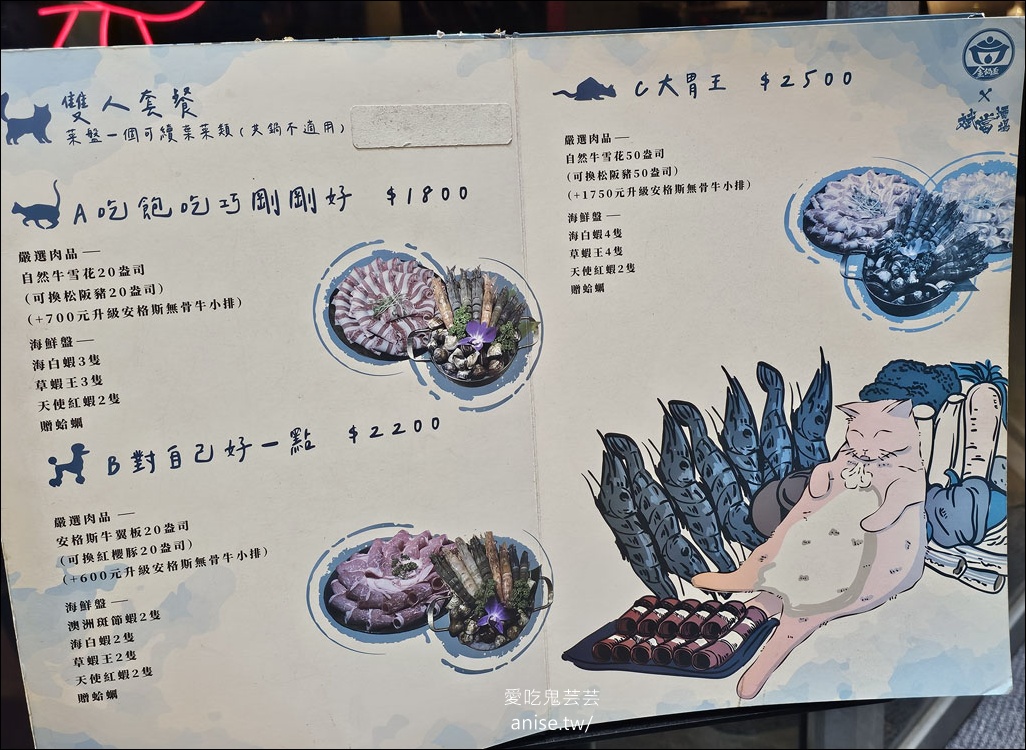 雙人套餐
菜盤一個可續葉菜類(共鍋不適用)
A吃飽吃巧剛剛好 $1800
嚴選肉品—
自然牛雪花20盎司
(可換松阪豬20盎司)
(+700元升級安格斯無骨牛小排)
海鮮盤—
海白蝦3隻
草蝦王3隻
天使紅蝦2隻
贈蛤蠣
B對自己好一點 $2200
嚴選肉品—
安格斯牛翼板20盎司
(可換紅櫻豚20盎司)
(+600元升級安格斯無骨牛小排)
海鮮盤—
澳洲斑節蝦2隻
海白蝦2隻
草蝦王2隻
天使紅蝦2隻
贈蛤蠣
C大胃王 $2500
嚴選肉品—
自然牛雪花50盎司
(可換松阪豬50盎司)
(+1750元升級安格斯無骨牛小排)
海鮮盤—
海白蝦4隻
草蝦王4隻
天使紅蝦2隻
贈蛤蠣
X
愛吃鬼芸芸
anise.tw/